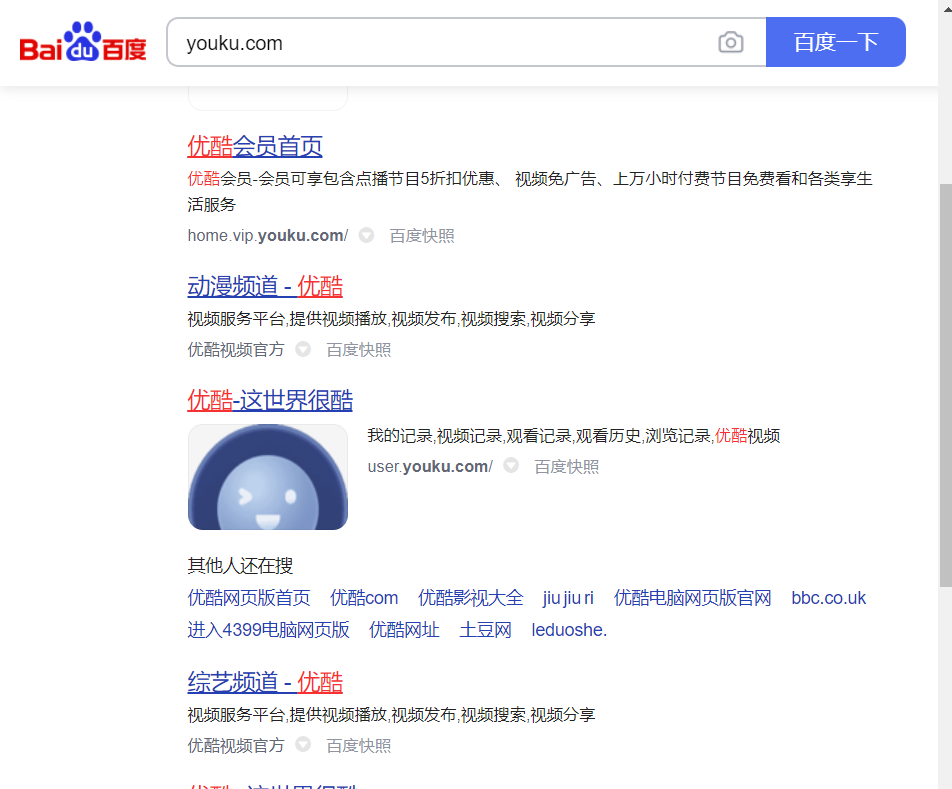 Bai du 百度
youku.com
百度一下
优酷会员首页
优酷会员-会员可享包含点播节目5折扣优惠、 视频免广告、上万小时付费节目免费看和各类享生
活服务
home.vip.youku.com/ 百度快照
动漫频道 - 优酷
视频服务平台,提供视频播放,视频发布,视频搜索,视频分享
优酷视频官方 百度快照
优酷-这世界很酷
我的记录,视频记录,观看记录,观看历史,浏览记录,优酷视频
user.youku.com/ 百度快照
其他人还在搜
优酷网页版首页 优酷com 优酷影视大全 jiu jiu ri 优酷电脑网页版官网 bbc.co.uk
进入4399电脑网页版 优酷网址 土豆网 leduoshe.
综艺频道 - 优酷
视频服务平台,提供视频播放,视频发布,视频搜索,视频分享
优酷视频官方 百度快照
优酷-这世界很酷